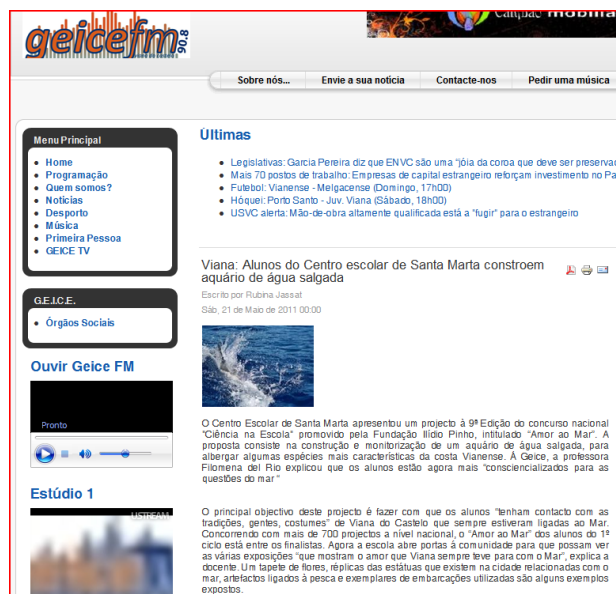 geicefm 90.8
mobile
Sobre nós... Envie a sua notícia Contacte-nos Pedir uma música
Menu Principal
Home
Programação
Quem somos?
Notícias
Desporto
Música
Primeira Pessoa
GEICE TV
G.E.I.C.E.
Órgãos Sociais
Ouvir Geice FM
Pronto
Estúdio 1
USTREAM
Últimas
Legislativas: Garcia Pereira diz que ENVC são uma "jóia da coroa que deve ser
Mais 70 postos de trabalho: Empresas de capital estrangeiro reforçam investimento no
Futebol: Vianense - Melgacense (Domingo, 17h00)
Hóquei: Porto Santo - Juv. Viana (Sábado, 18h00)
USVC alerta: Mão-de-obra altamente qualificada está a "fugir" para o estrangeiro
Viana: Alunos do Centro escolar de Santa Marta constroem
aquário de água salgada
Escrito por Rubina Jassat
Sáb, 21 de Maio de 2011 00:00
O Centro Escolar de Santa Marta apresentou um projecto à 9ª Edição do concurso nacional
"Ciência na Escola" promovido pela Fundação Ilídio Pinho, intitulado "Amor ao Mar". A
proposta consiste na construção e monitorização de um aquário de água salgada, para
albergar algumas espécies mais características da costa Vianense. Á Geice, a professora
Filomena del Rio explicou que os alunos estão agora mais "consciencializados para as
questões do mar "
O principal objectivo deste projecto é fazer com que os alunos "tenham contacto com as
tradições, gentes, costumes" de Viana do Castelo que sempre estiveram ligadas ao Mar.
Concorrendo com mais de 700 projectos a nível nacional, o "Amor ao Mar" dos alunos do 1º
ciclo está entre os finalistas. Agora a escola abre portas à comunidade para que possam ver
as várias exposições "que mostram o amor que Viana sempre teve para com o Mar", explica a
docente. Um tapete de flores, réplicas das estátuas que existem na cidade relacionadas com o
mar, artefactos ligados à pesca e exemplares de embarcações utilizadas são alguns exemplos
expostos.